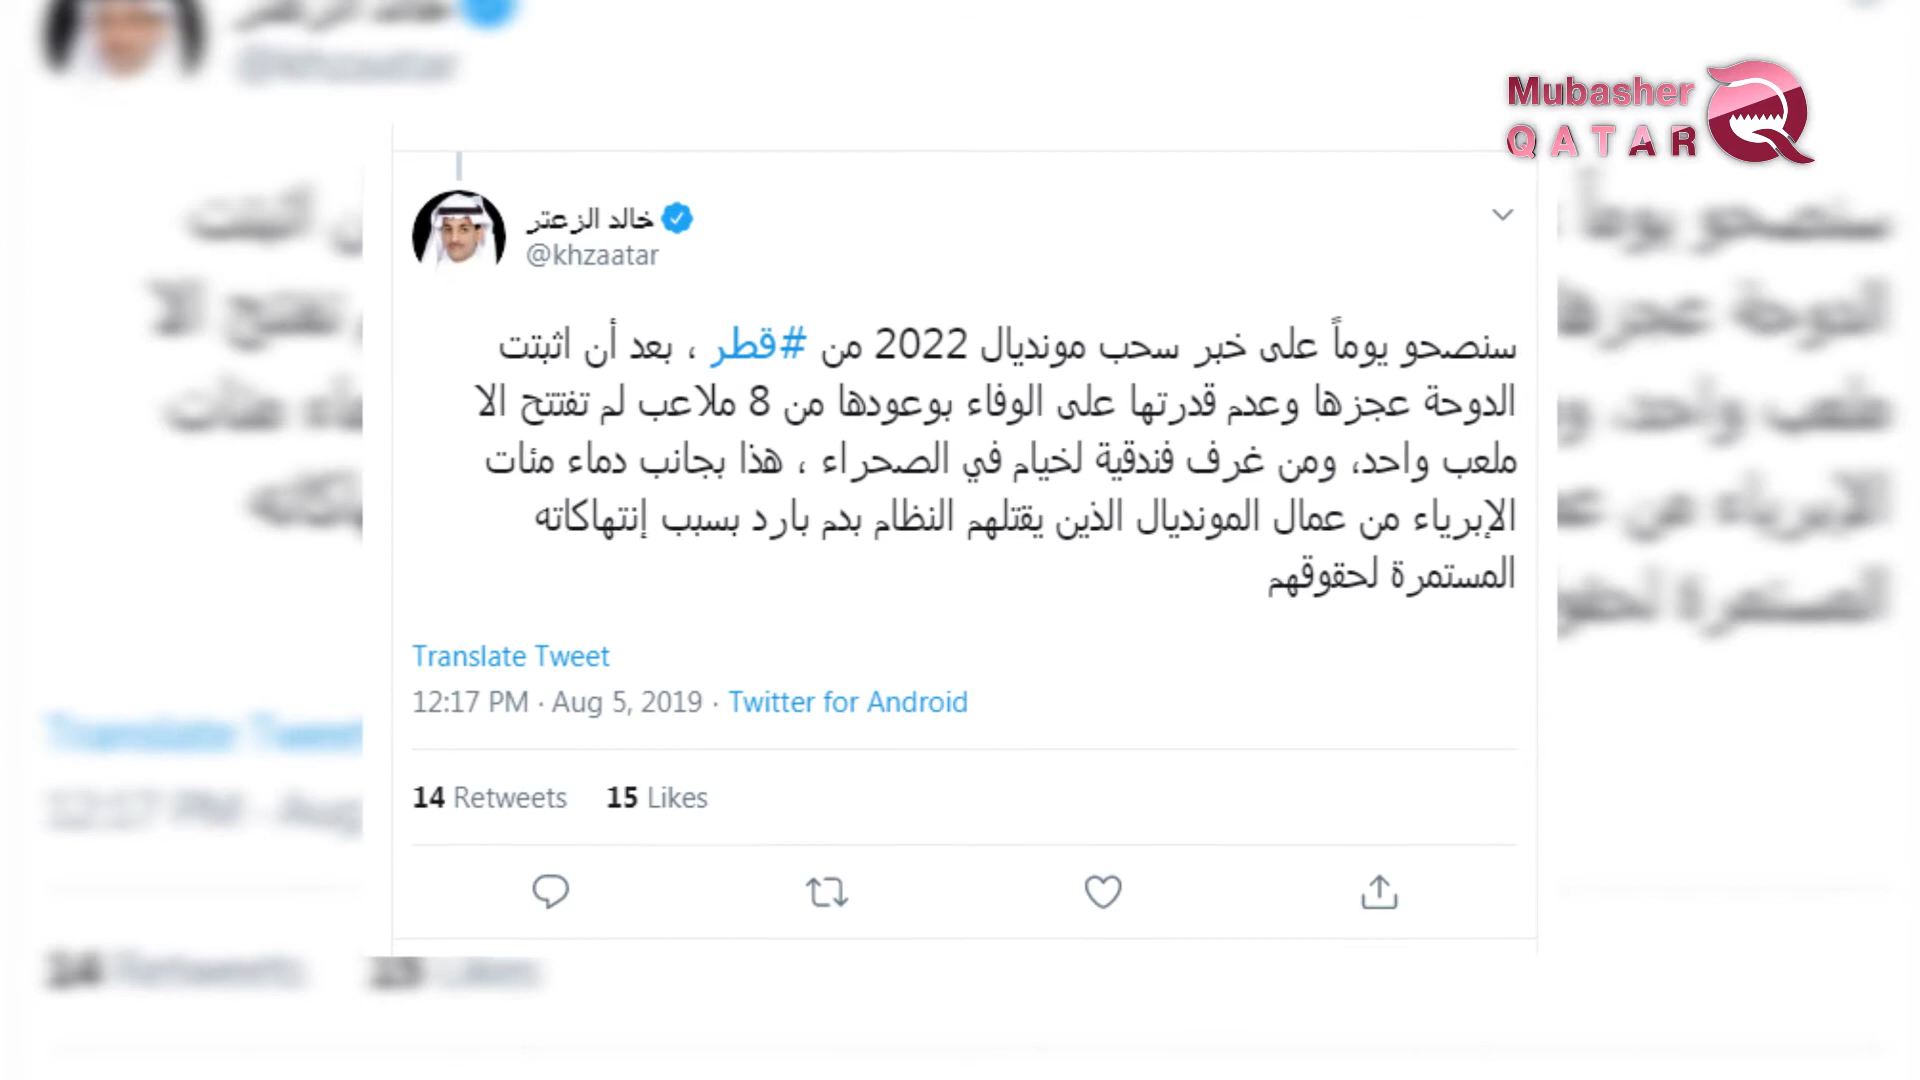 Mubasher
QATAR
خالد الزعتر
@khzaatar
سنصحو يوماً على خبر سحب مونديال 2022 من #قطر ، بعد أن اثبتت
الدوحة عجزها وعدم قدرتها على الوفاء بوعودها من 8 ملاعب لم تفتتح الا
ملعب واحد، ومن غرف فندقية لخيام في الصحراء ، هذا بجانب دماء مئات
الإبرياء من عمال المونديال الذين يقتلهم النظام بدم بارد بسبب إنتهاكاته
المستمرة لحقوقهم
Translate Tweet
12:17 PM · Aug 5, 2019 · Twitter for Android
14 Retweets 15 Likes